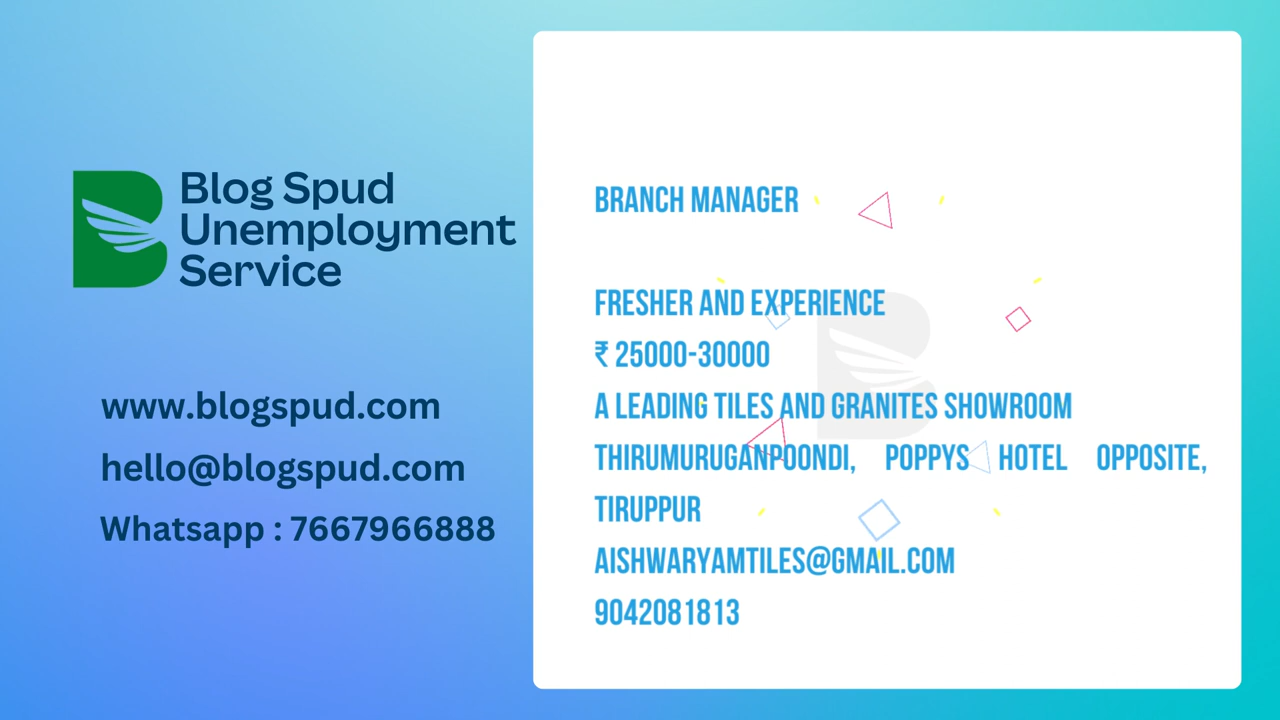 Blog Spud
Unemployment
Service
www.blogspud.com
hello@blogspud.com
Whatsapp : 7667966888
BRANCH MANAGER
FRESHER AND EXPERIENCE
₹ 25000-30000
A LEADING TILES AND GRANITES SHOWROOM
THIRUMURUGANPOONDI, POPPYS HOTEL OPPOSITE,
TIRUPPUR
AISHWARYAMTILES@GMAIL.COM
9042081813